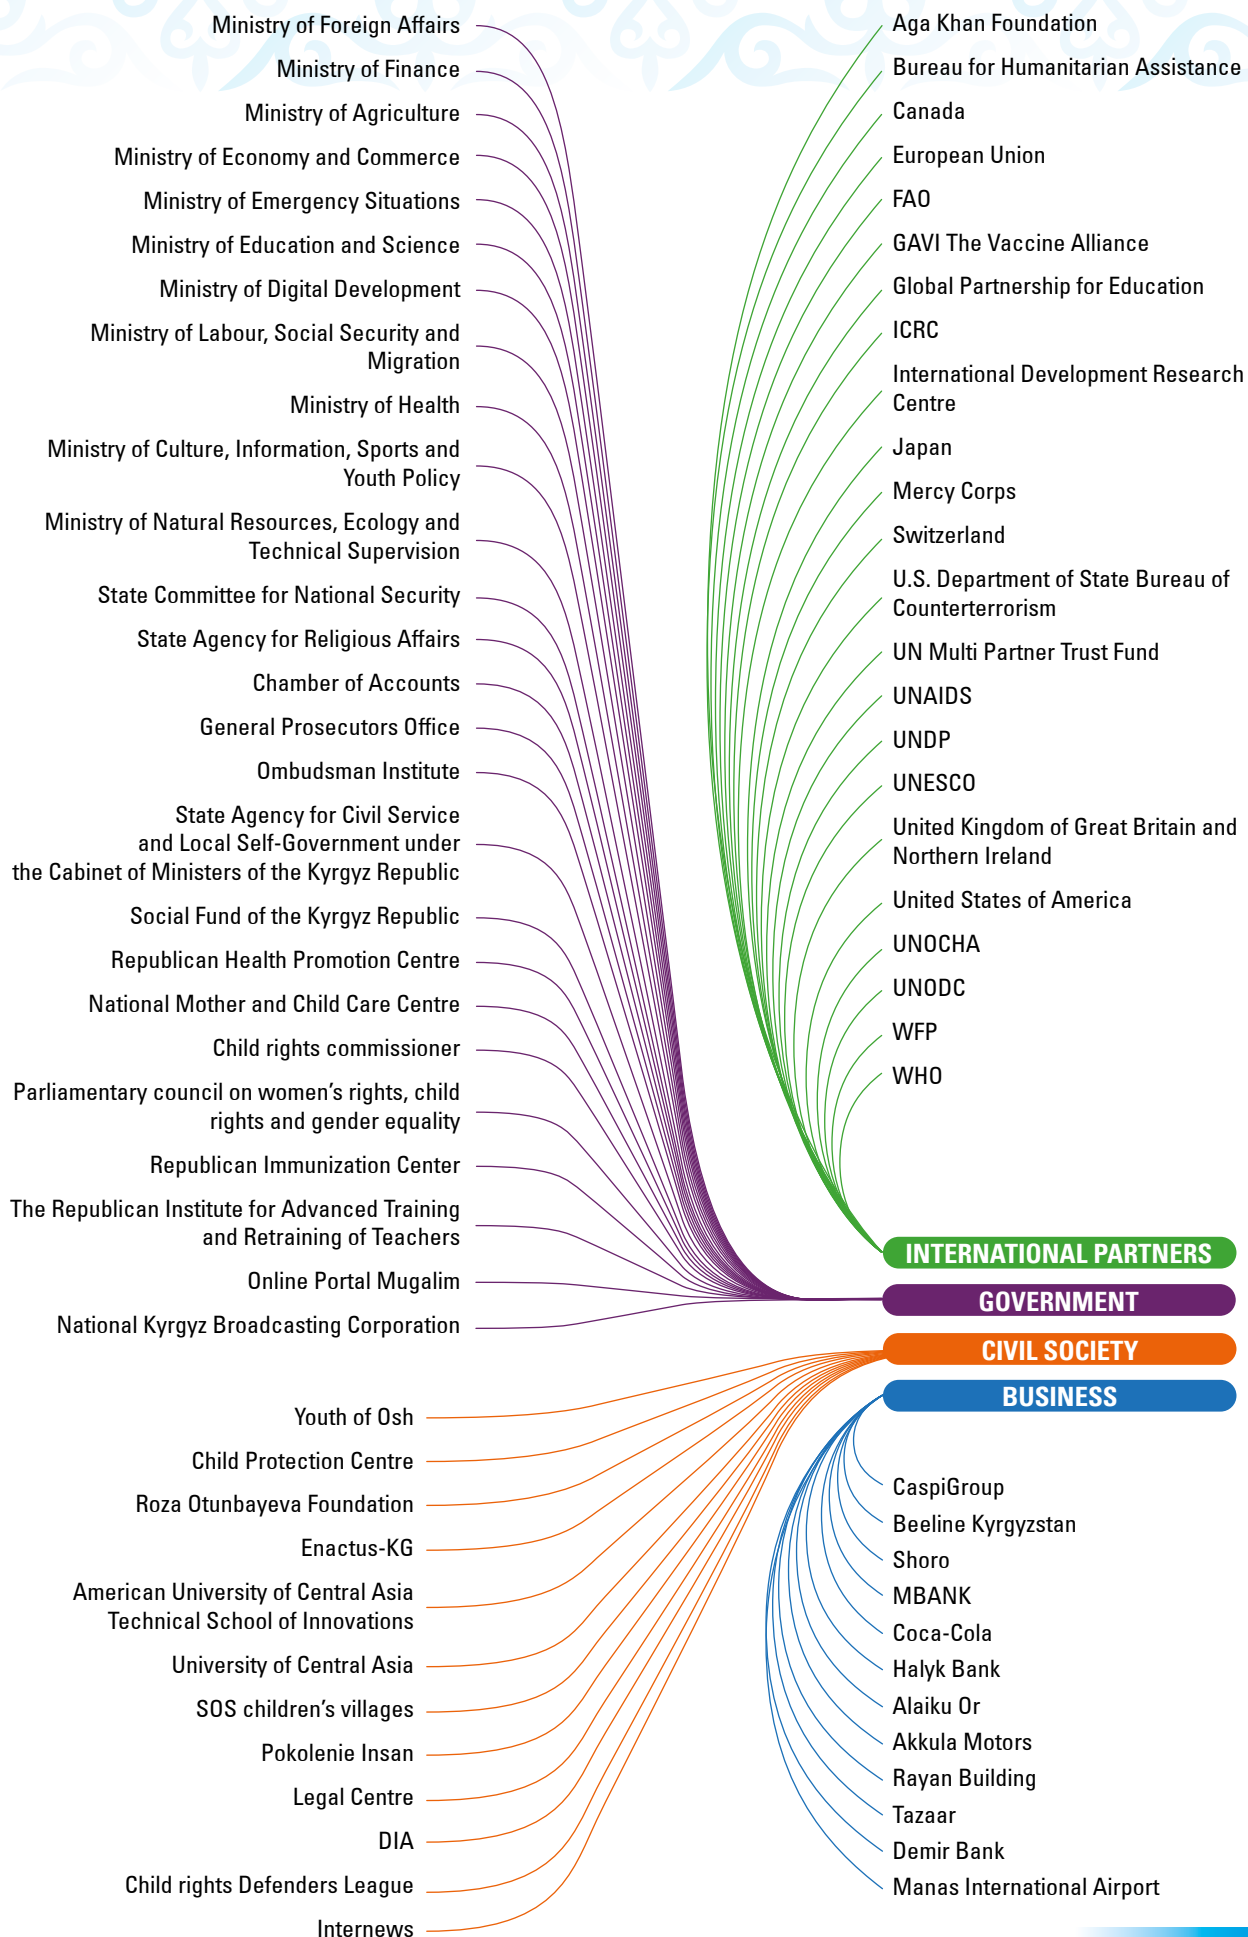 Ministry of Foreign Affairs
Ministry of Finance
Ministry of Agriculture
Ministry of Economy and Commerce
Ministry of Emergency Situations
Ministry of Education and Science
Ministry of Digital Development
Ministry of Labour, Social Security and
Migration
Ministry of Health
Ministry of Culture, Information, Sports and
Youth Policy
Ministry of Natural Resources, Ecology and
Technical Supervision
State Committee for National Security
State Agency for Religious Affairs
Chamber of Accounts
General Prosecutors Office
Ombudsman Institute
State Agency for Civil Service
and Local Self-Government under
the Cabinet of Ministers of the Kyrgyz Republic
Social Fund of the Kyrgyz Republic
Republican Health Promotion Centre
National Mother and Child Care Centre
Child rights commissioner
Parliamentary council on women’s rights, child
rights and gender equality
Republican Immunization Center
The Republican Institute for Advanced Training
and Retraining of Teachers
Online Portal Mugalim
National Kyrgyz Broadcasting Corporation
Aga Khan Foundation
Bureau for Humanitarian Assistance
Canada
European Union
FAO
GAVI The Vaccine Alliance
Global Partnership for Education
ICRC
International Development Research
Centre
Japan
Mercy Corps
Switzerland
U.S. Department of State Bureau of
Counterterrorism
UN Multi Partner Trust Fund
UNAIDS
UNDP
UNESCO
United Kingdom of Great Britain and
Northern Ireland
United States of America
UNOCHA
UNODC
WFP
WHO
INTERNATIONAL PARTNERS
GOVERNMENT
CIVIL SOCIETY
BUSINESS
Youth of Osh
Child Protection Centre
Roza Otunbayeva Foundation
Enactus-KG
American University of Central Asia
Technical School of Innovations
University of Central Asia
SOS children’s villages
Pokolenie Insan
Legal Centre
DIA
Child rights Defenders League
Internews
CaspiGroup
Beeline Kyrgyzstan
Shoro
MBANK
Coca-Cola
Halyk Bank
Alaiku Or
Akkula Motors
Rayan Building
Tazaar
Demir Bank
Manas International Airport